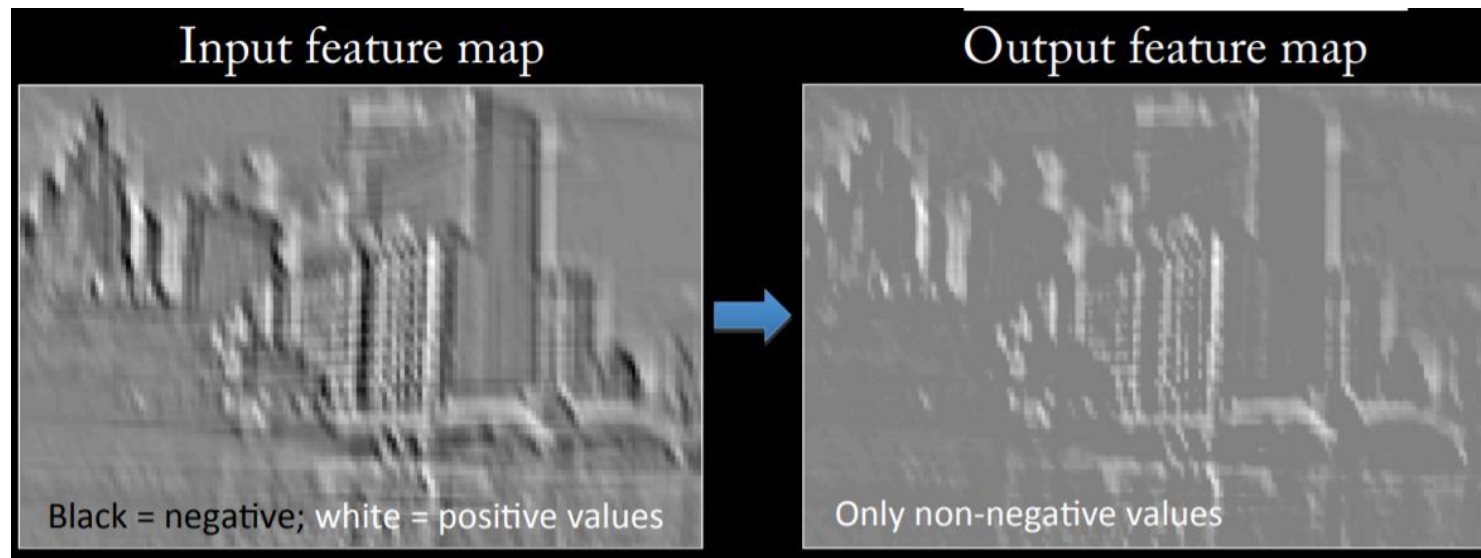 Input feature map
Output feature map
Black = negative; white = positive values
Only non-negative values